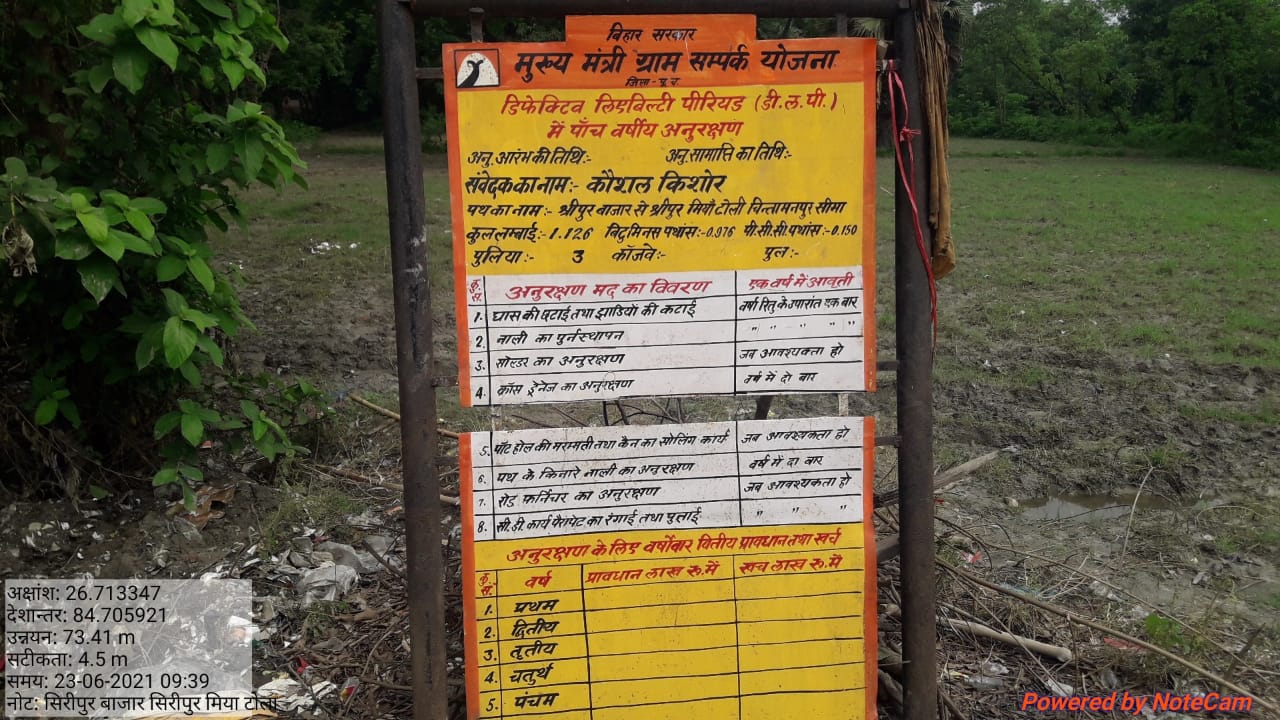 बिहार सरकार
मुख्य मंत्री ग्राम सम्पर्क योजना
जिला - पू. च.
डिफेक्टिव लिएबिल्टी पीरियड (डी.ल.पी.)
में पाँच वर्षीय अनुरक्षण
अनु. आरंभ की तिथि:- अनु सामाप्ति का तिथि:-
संवेदक का नाम:- कौशल किशोर
पथ का नाम:- श्रीपुर बाजार से श्रीपुर मियाँ टोली चिन्तामनपुर सीमा
कुल लम्बाई:- 1.126 विटुमिनस पथांस:- 0.976 पी.सी.सी. पथांस:- 0.150
पुलिया:- 3 कॉजवे:- पुल:-
क्र.स. अनुरक्षण मद का विवरण एक वर्ष में आवृती
1. घास की छटाई तथा झाडियों की कटाई वर्षा रितु के उपारांत एक बार
2. नाली का पुर्नस्थापन " " " " "
3. सोल्डर का अनुरक्षण जब आवश्यक्ता हो
4. क्रॉस ड्रेनेज का अनुरक्षण वर्ष में दो बार
5. पॉट होल की मरम्मती तथा कैन का सोलिंग कार्य जब आवश्यकता हो
6. पथ के किनारे नाली का अनुरक्षण वर्ष में दो बार
7. रोड फर्निचर का अनुरक्षण जब आवश्यकता हो
8. सी.डी. कार्य पैरापेट का रंगाई तथा पुताई " " "
अनुरक्षण के लिए वर्षोवार वितीय प्रावधान तथा खर्च
क्र.स. वर्ष प्रावधान लाख रू. में खर्च लाख रू. में
1. प्रथम
2. द्वितीय
3. तृतीय
4. चतुर्थ
5. पंचम
अक्षांश: 26.713347
देशान्तर: 84.705921
उन्नयन: 73.41 m
सटीकता: 4.5 m
समय: 23-06-2021 09:39
नोट: सिरीपुर बाजार सिरीपुर मिया टोला
Powered by NoteCam